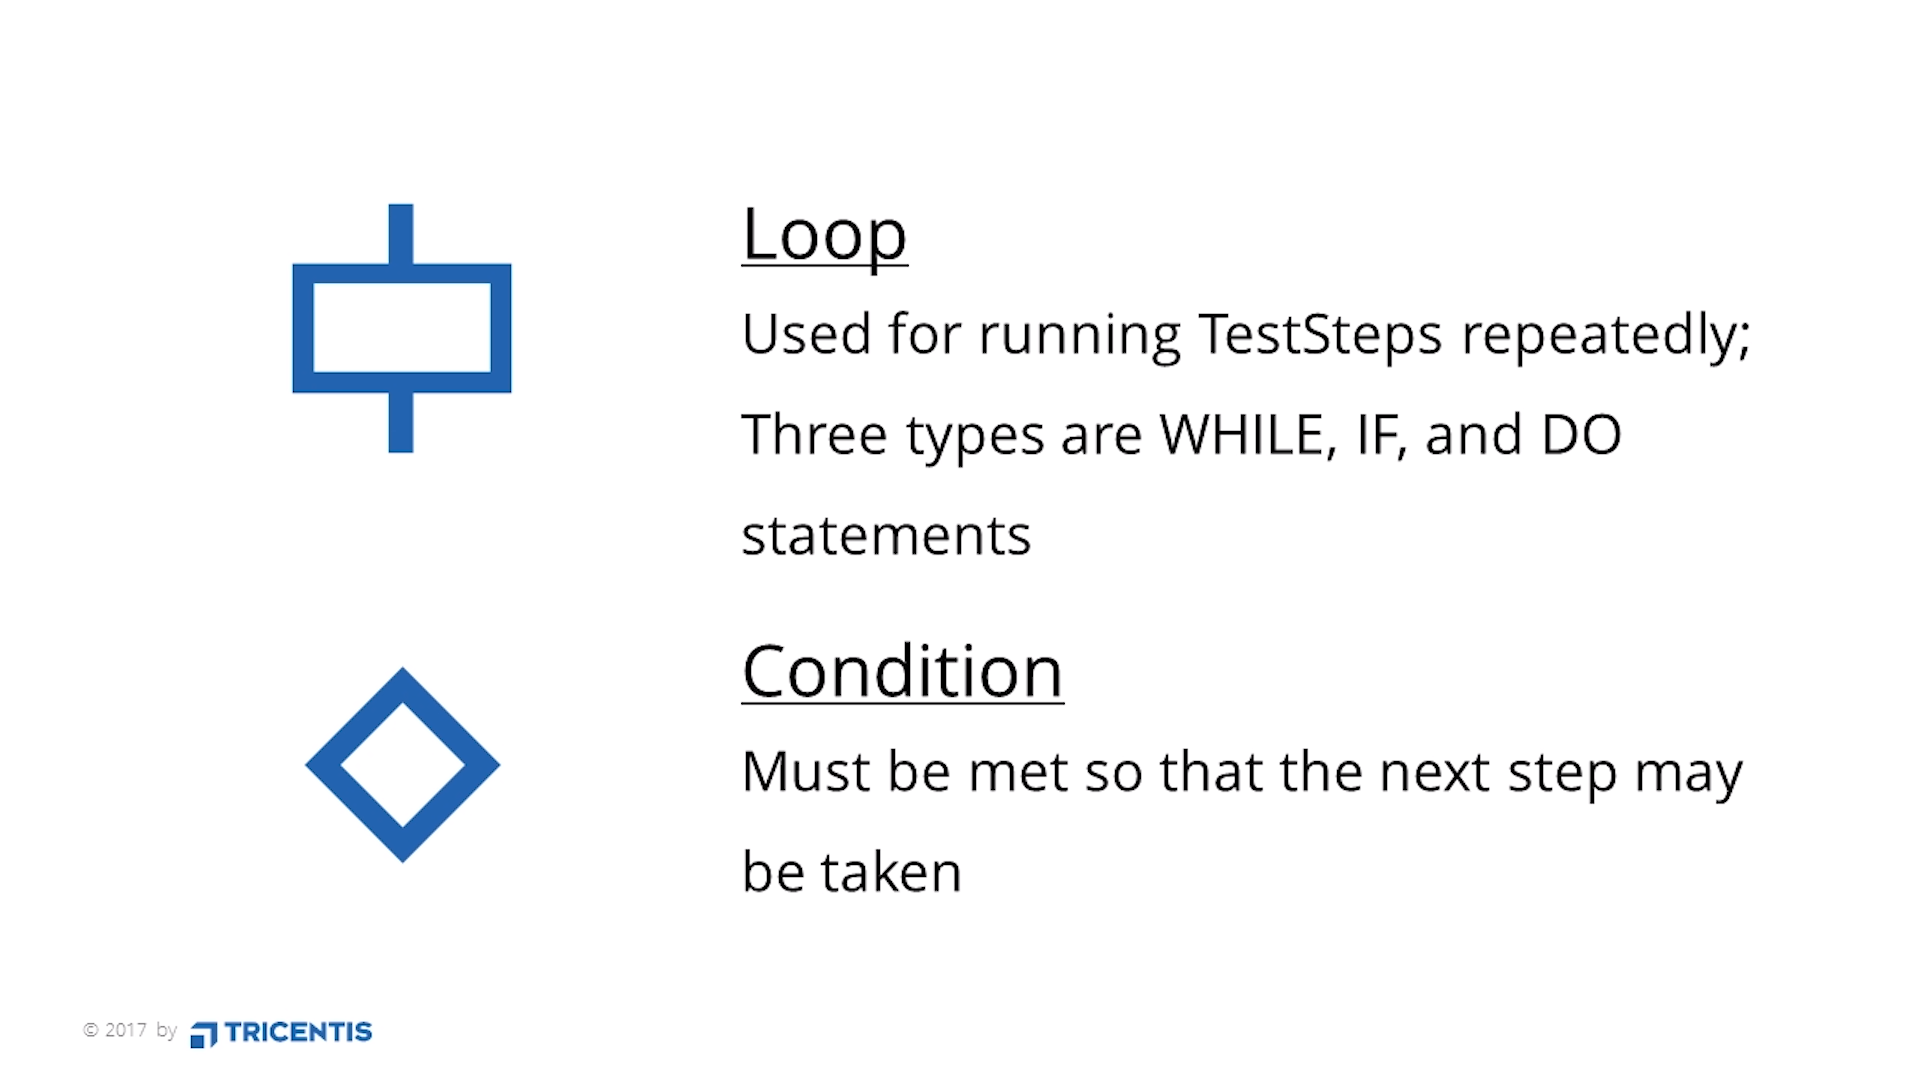 Loop
Used for running TestSteps repeatedly;
Three types are WHILE, IF, and DO
statements
Condition
Must be met so that the next step may
be taken
© 2017 by TRICENTIS